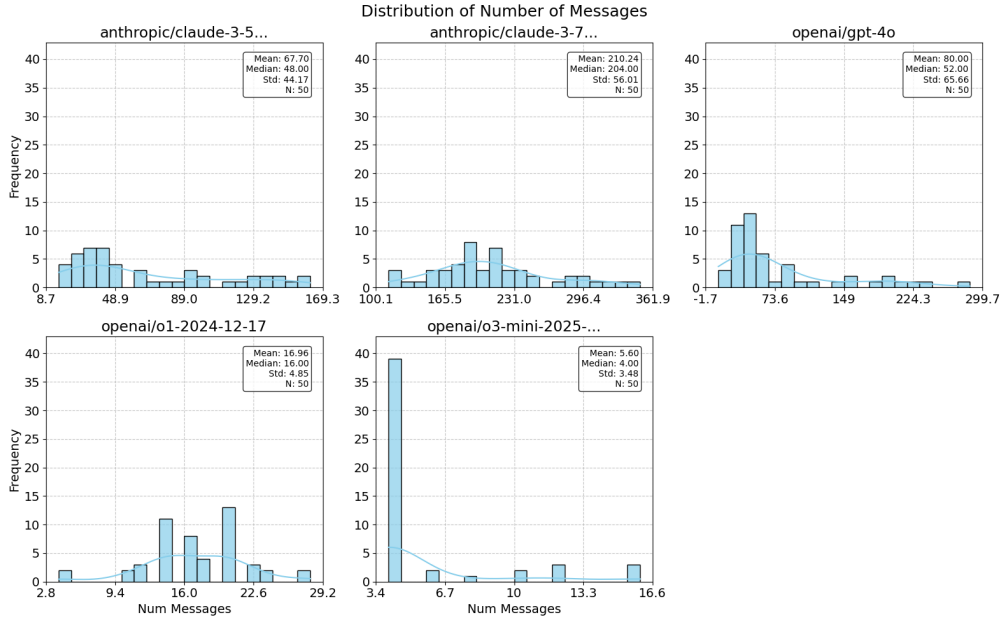 Distribution of Number of Messages
anthropic/claude-3-5...
Mean: 67.70
Median: 48.00
Std: 44.17
N: 50
Frequency
40
35
30
25
20
15
10
5
0
8.7 48.9 89.0 129.2 169.3
anthropic/claude-3-7...
Mean: 210.24
Median: 204.00
Std: 56.01
N: 50
40
35
30
25
20
15
10
5
0
100.1 165.5 231.0 296.4 361.9
openai/gpt-4o
Mean: 80.00
Median: 52.00
Std: 65.66
N: 50
40
35
30
25
20
15
10
5
0
-1.7 73.6 149 224.3 299.7
openai/o1-2024-12-17
Mean: 16.96
Median: 16.00
Std: 4.85
N: 50
Frequency
40
35
30
25
20
15
10
5
0
2.8 9.4 16.0 22.6 29.2
Num Messages
openai/o3-mini-2025-...
Mean: 5.60
Median: 4.00
Std: 3.48
N: 50
40
35
30
25
20
15
10
5
0
3.4 6.7 10 13.3 16.6
Num Messages